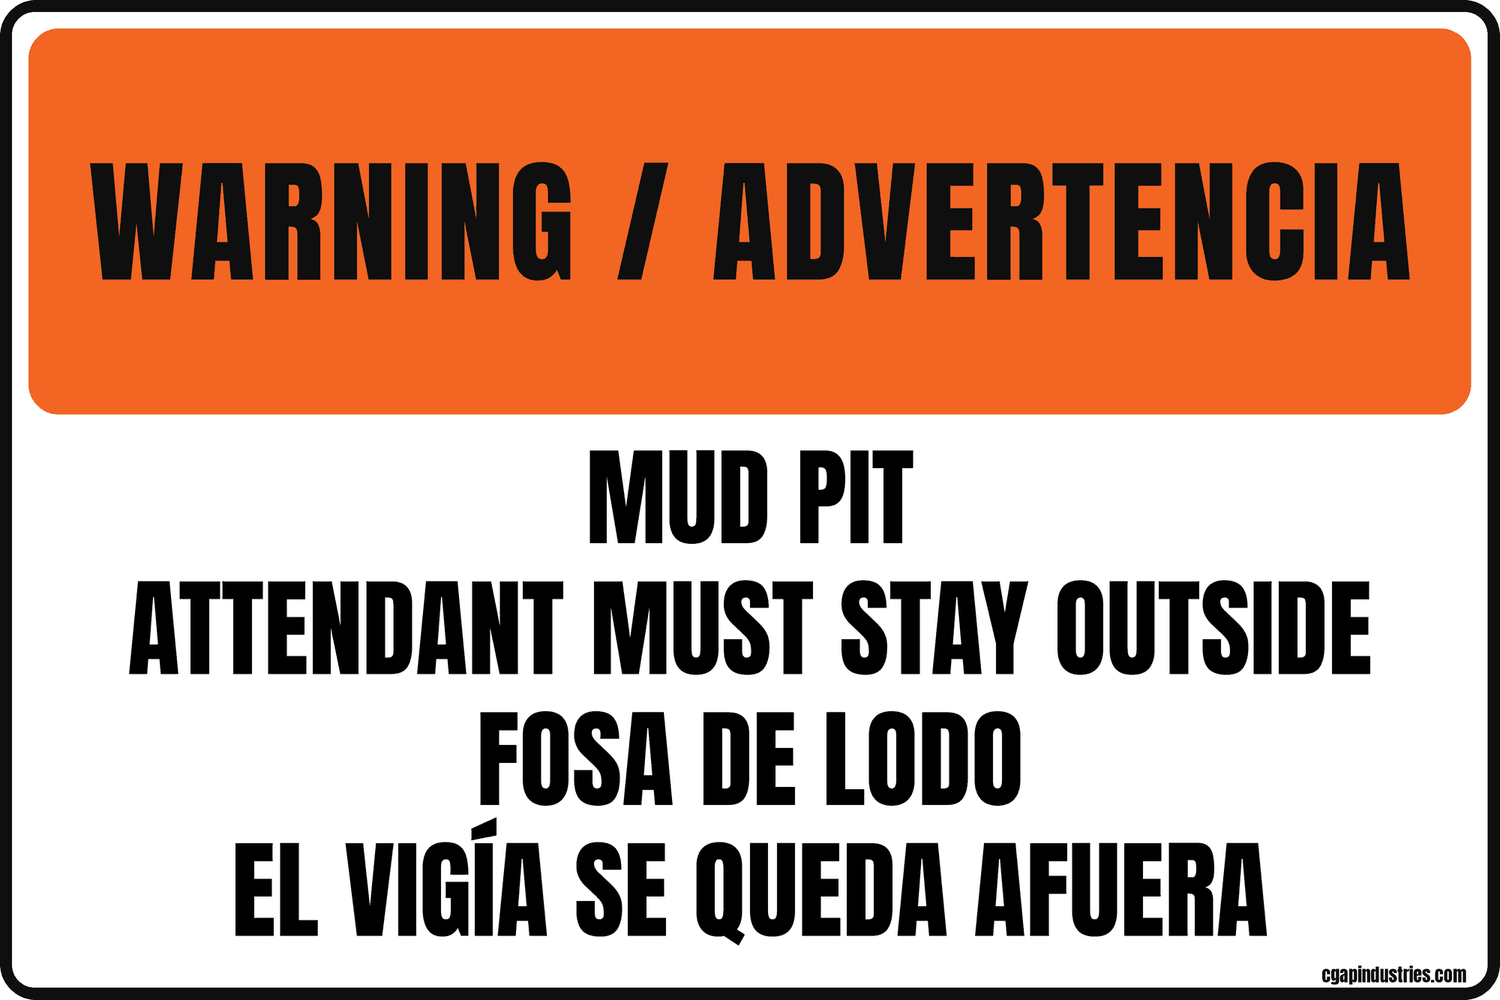 WARNING / ADVERTENCIA
MUD PIT
ATTENDANT MUST STAY OUTSIDE
FOSA DE LODO
EL VIGÍA SE QUEDA AFUERA
cgapindustries.com